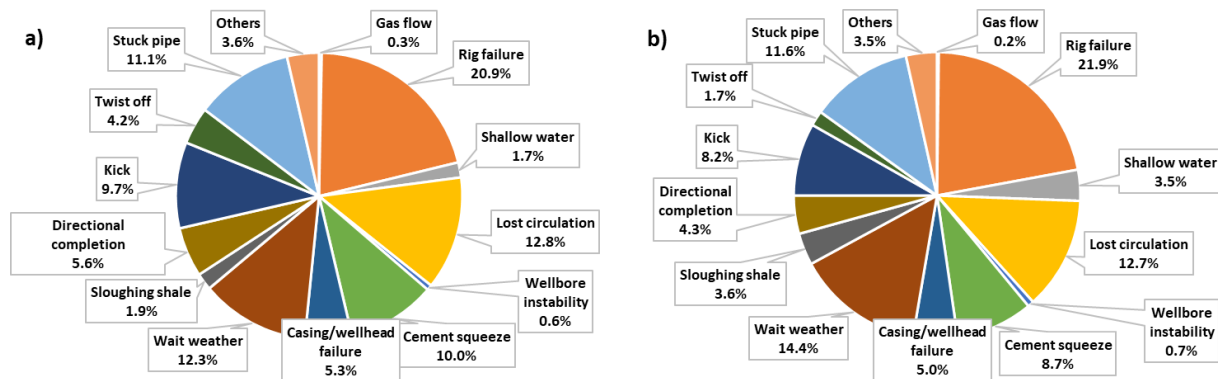 a)
Others
3.6%
Gas flow
0.3%
Stuck pipe
11.1%
Rig failure
20.9%
Twist off
4.2%
Shallow water
1.7%
Kick
9.7%
Lost circulation
12.8%
Directional
completion
5.6%
Wellbore
instability
0.6%
Sloughing shale
1.9%
Wait weather
12.3%
Casing/wellhead
failure
5.3%
Cement squeeze
10.0%
b)
Others
3.5%
Gas flow
0.2%
Stuck pipe
11.6%
Rig failure
21.9%
Twist off
1.7%
Kick
8.2%
Shallow water
3.5%
Directional
completion
4.3%
Lost circulation
12.7%
Sloughing shale
3.6%
Wellbore
instability
0.7%
Wait weather
14.4%
Casing/wellhead
failure
5.0%
Cement squeeze
8.7%